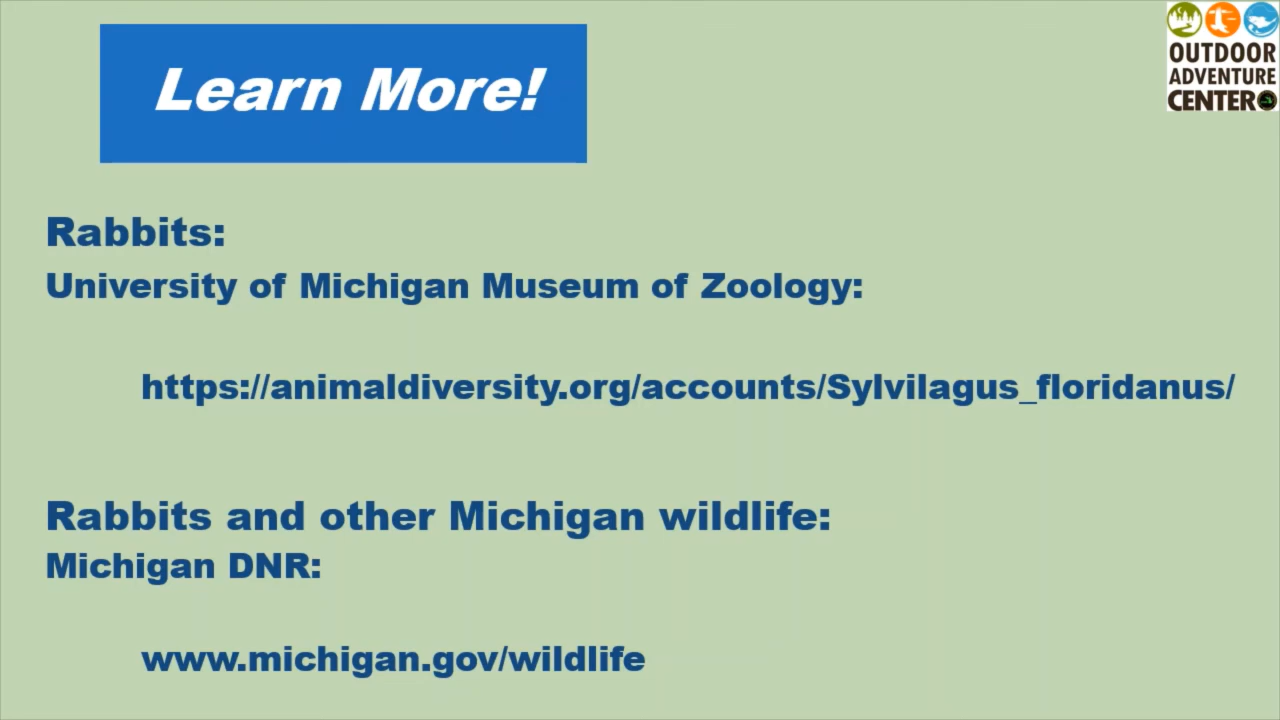 Learn More!
OUTDOOR
ADVENTURE
CENTER
Rabbits:
University of Michigan Museum of Zoology:
https://animaldiversity.org/accounts/Sylvilagus_floridanus/
Rabbits and other Michigan wildlife:
Michigan DNR:
www.michigan.gov/wildlife